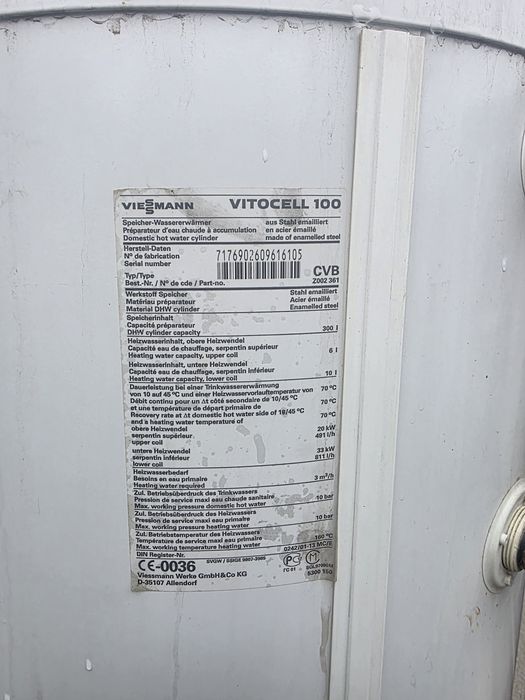 VIESSMANN VITOCELL 100
Speicher-Wassererwärmer aus Stahl emailliert
Préparateur d'eau chaude à accumulation en acier émaillé
Domestic hot water cylinder made of enamelled steel
Herstell-Daten
N° de fabrication 7176902609616105
Serial number
Typ/Type CVB
Best.-Nr. / N° de cde / Part-no. Z002 361
Werkstoff Speicher Stahl emailliert
Matériau préparateur Acier émaillé
Material DHW cylinder Enamelled steel
Speicherinhalt
Capacité préparateur 300 l
DHW cylinder capacity
Heizwasserinhalt, obere Heizwendel
Capacité eau de chauffage, serpentin supérieur 6 l
Heating water capacity, upper coil
Heizwasserinhalt, untere Heizwendel
Capacité eau de chauffage, serpentin inférieur 10 l
Heating water capacity, lower coil
Dauerleistung bei einer Trinkwassererwärmung
von 10 auf 45 °C und einer Heizwasservorlauftemperatur von 70 °C
Débit continu pour un Δt côté secondaire de 10/45 °C
et une température de départ primaire de 70 °C
Recovery rate at Δt domestic hot water side of 10/45 °C
and a heating water temperature of 70 °C
obere Heizwendel 20 kW
serpentin supérieur 491 l/h
upper coil
untere Heizwendel 33 kW
serpentin inférieur 811 l/h
lower coil
Heizwasserbedarf
Besoins en eau primaire 3 m³/h
Heating water required
Zul. Betriebsüberdruck des Trinkwassers
Pression de service maxi eau chaude sanitaire 10 bar
Max. working pressure domestic hot water
Zul. Betriebsüberdruck des Heizwassers
Pression de service maxi eau primaire 10 bar
Max. working pressure heating water
Zul. Betriebstemperatur des Heizwassers
Température de service maxi eau primaire 160 °C
Max. working temperature heating water
DIN Register-Nr. 0242/01-13 MC/E
CE-0036
Viessmann Werke GmbH&Co KG
D-35107 Allendorf 5300 150